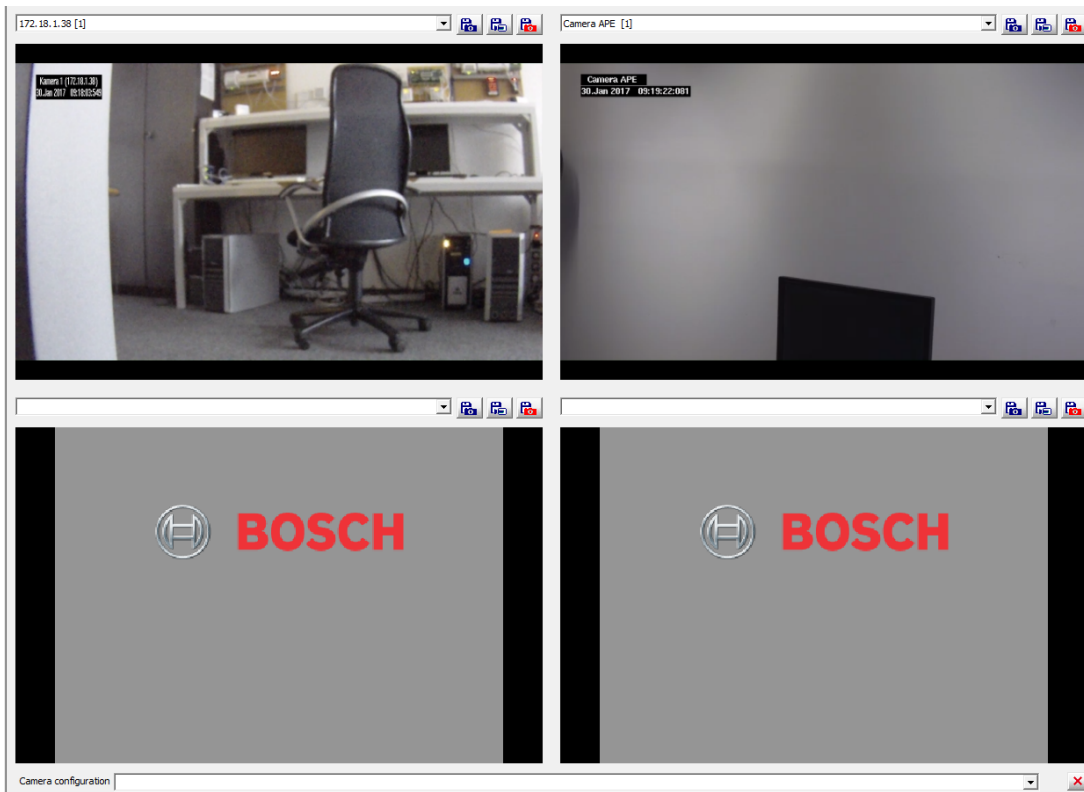 172.18.1.38 [1]
Camera APE [1]
Kamera 1 (172.18.1.38)
30.Jan 2017 09:18:03:549
Camera APE
30.Jan 2017 09:19:22:081
BOSCH
BOSCH
Camera configuration